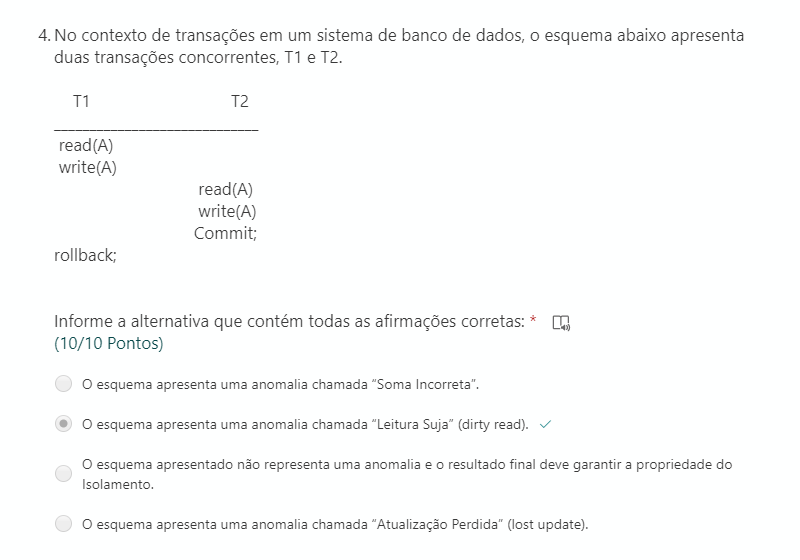 4. No contexto de transações em um sistema de banco de dados, o esquema abaixo apresenta
duas transações concorrentes, T1 e T2.
T1 T2
______________________________
read(A)
write(A)
read(A)
write(A)
Commit;
rollback;
Informe a alternativa que contém todas as afirmações corretas: *
(10/10 Pontos)
O esquema apresenta uma anomalia chamada “Soma Incorreta”.
O esquema apresenta uma anomalia chamada “Leitura Suja” (dirty read).
O esquema apresentado não representa uma anomalia e o resultado final deve garantir a propriedade do
Isolamento.
O esquema apresenta uma anomalia chamada “Atualização Perdida” (lost update).